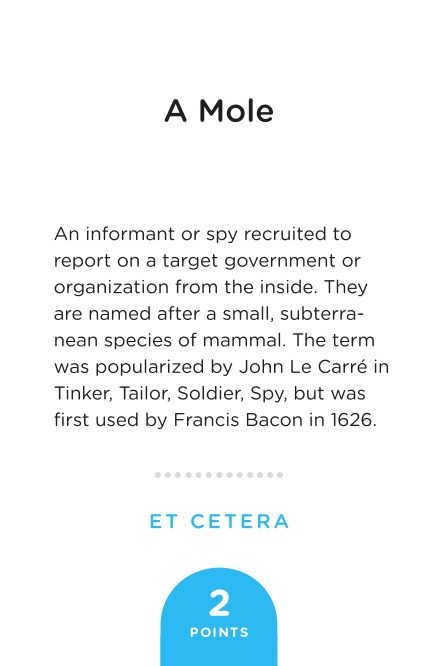 A Mole
An informant or spy recruited to
report on a target government or
organization from the inside. They
are named after a small, subterra-
nean species of mammal. The term
was popularized by John Le Carré in
Tinker, Tailor, Soldier, Spy, but was
first used by Francis Bacon in 1626.
ET CETERA
2
POINTS